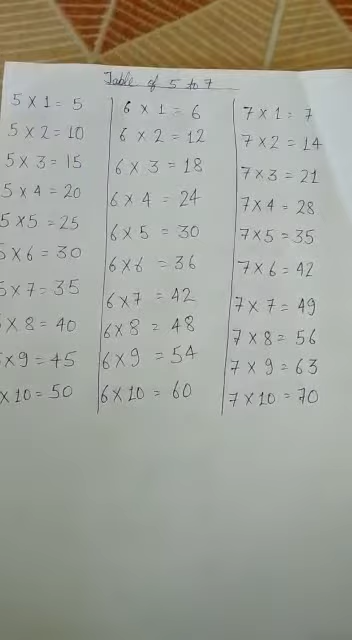 Table of 5 to 7
5 x 1 = 5
5 x 2 = 10
5 x 3 = 15
5 x 4 = 20
5 x 5 = 25
5 x 6 = 30
5 x 7 = 35
x 8 = 40
x 9 = 45
x 10 = 50
6 x 1 = 6
6 x 2 = 12
6 x 3 = 18
6 x 4 = 24
6 x 5 = 30
6 x 6 = 36
6 x 7 = 42
6 x 8 = 48
6 x 9 = 54
6 x 10 = 60
7 x 1 = 7
7 x 2 = 14
7 x 3 = 21
7 x 4 = 28
7 x 5 = 35
7 x 6 = 42
7 x 7 = 49
7 x 8 = 56
7 x 9 = 63
7 x 10 = 70